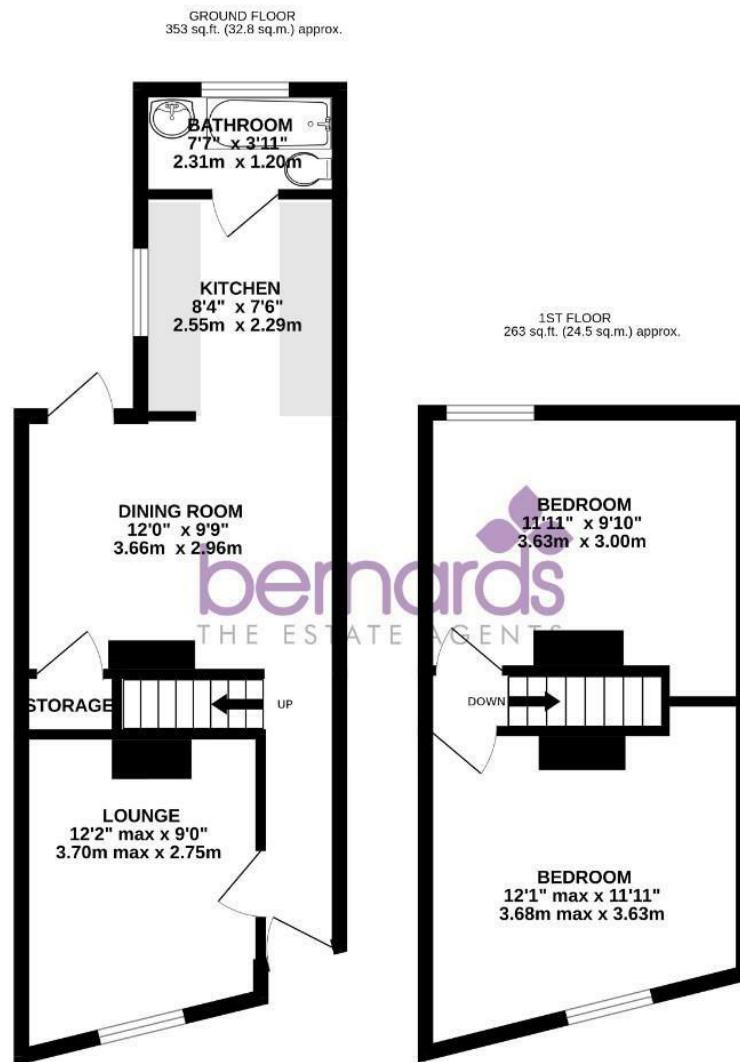 GROUND FLOOR
353 sq.ft. (32.8 sq.m.) approx.
BATHROOM
7'7" x 3'11"
2.31m x 1.20m
KITCHEN
8'4" x 7'6"
2.55m x 2.29m
DINING ROOM
12'0" x 9'9"
3.66m x 2.96m
STORAGE
UP
LOUNGE
12'2" max x 9'0"
3.70m max x 2.75m
1ST FLOOR
263 sq.ft. (24.5 sq.m.) approx.
BEDROOM
11'11" x 9'10"
3.63m x 3.00m
DOWN
BEDROOM
12'1" max x 11'11"
3.68m max x 3.63m
bernards
THE ESTATE AGENTS